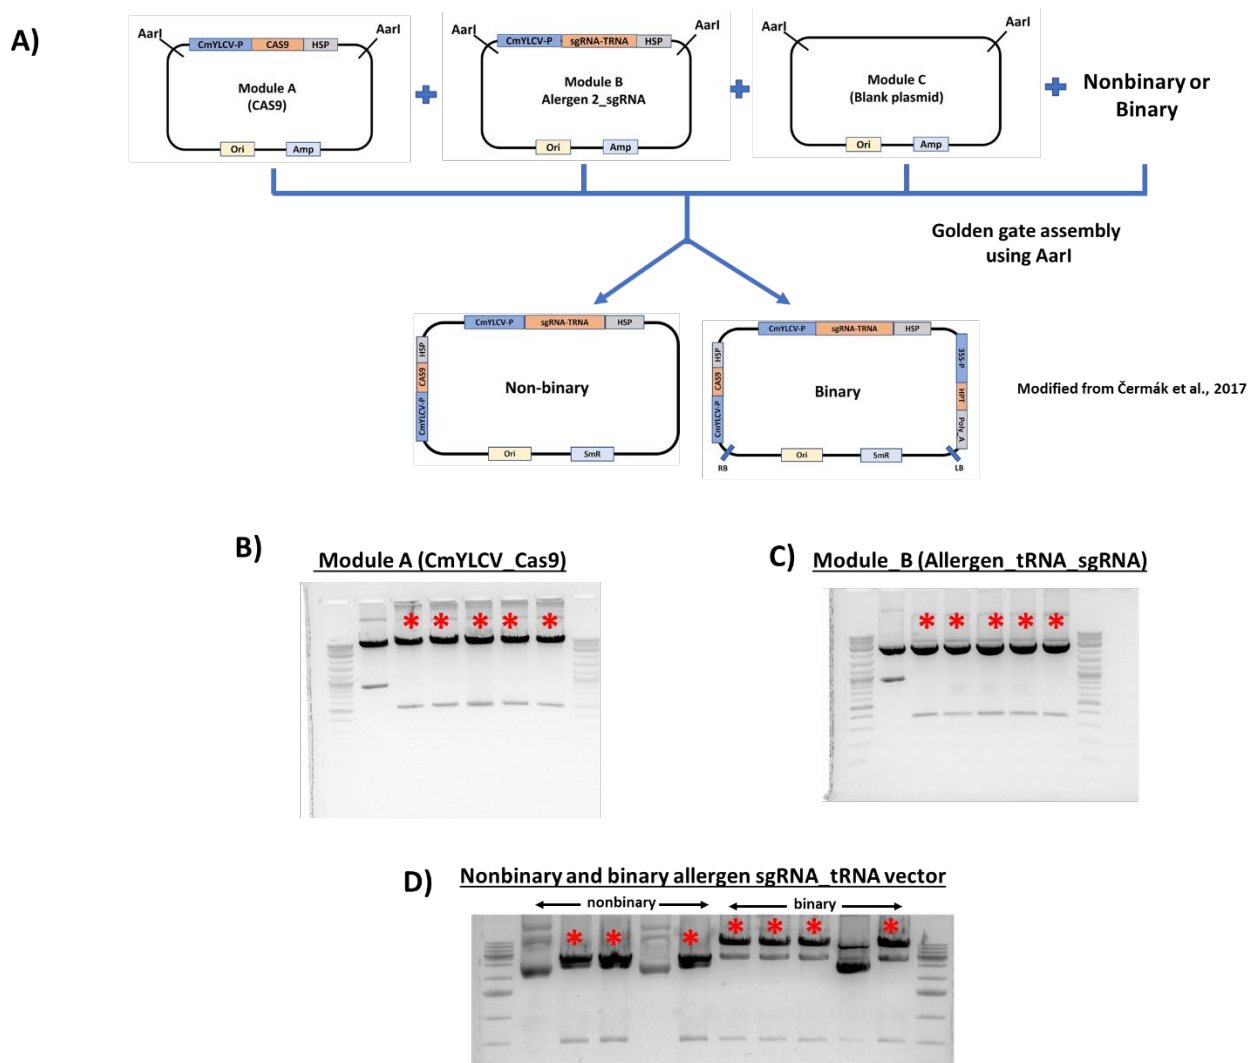 A)
AarI
AarI
CmYLCV-P CAS9 HSP
Module A
(CAS9)
Ori Amp
AarI
AarI
CmYLCV-P sgRNA-TRNA HSP
Module B
Alergen 2_sgRNA
Ori Amp
AarI
AarI
Module C
(Blank plasmid)
Ori Amp
Nonbinary or
Binary
Golden gate assembly
using AarI
CmYLCV-P sgRNA-TRNA HSP
HSP
CAS9
CmYLCV-P
Non-binary
Ori SmR
CmYLCV-P sgRNA-TRNA HSP
HSP
CAS9
CmYLCV-P
Binary
35S-P
HPT
Poly A
RB
Ori SmR
LB
Modified from Čermák et al., 2017
B)
Module A (CmYLCV_Cas9)
* * * * *
C)
Module_B (Allergen_tRNA_sgRNA)
* * * * *
D)
Nonbinary and binary allergen sgRNA_tRNA vector
nonbinary binary
* * * * * * *